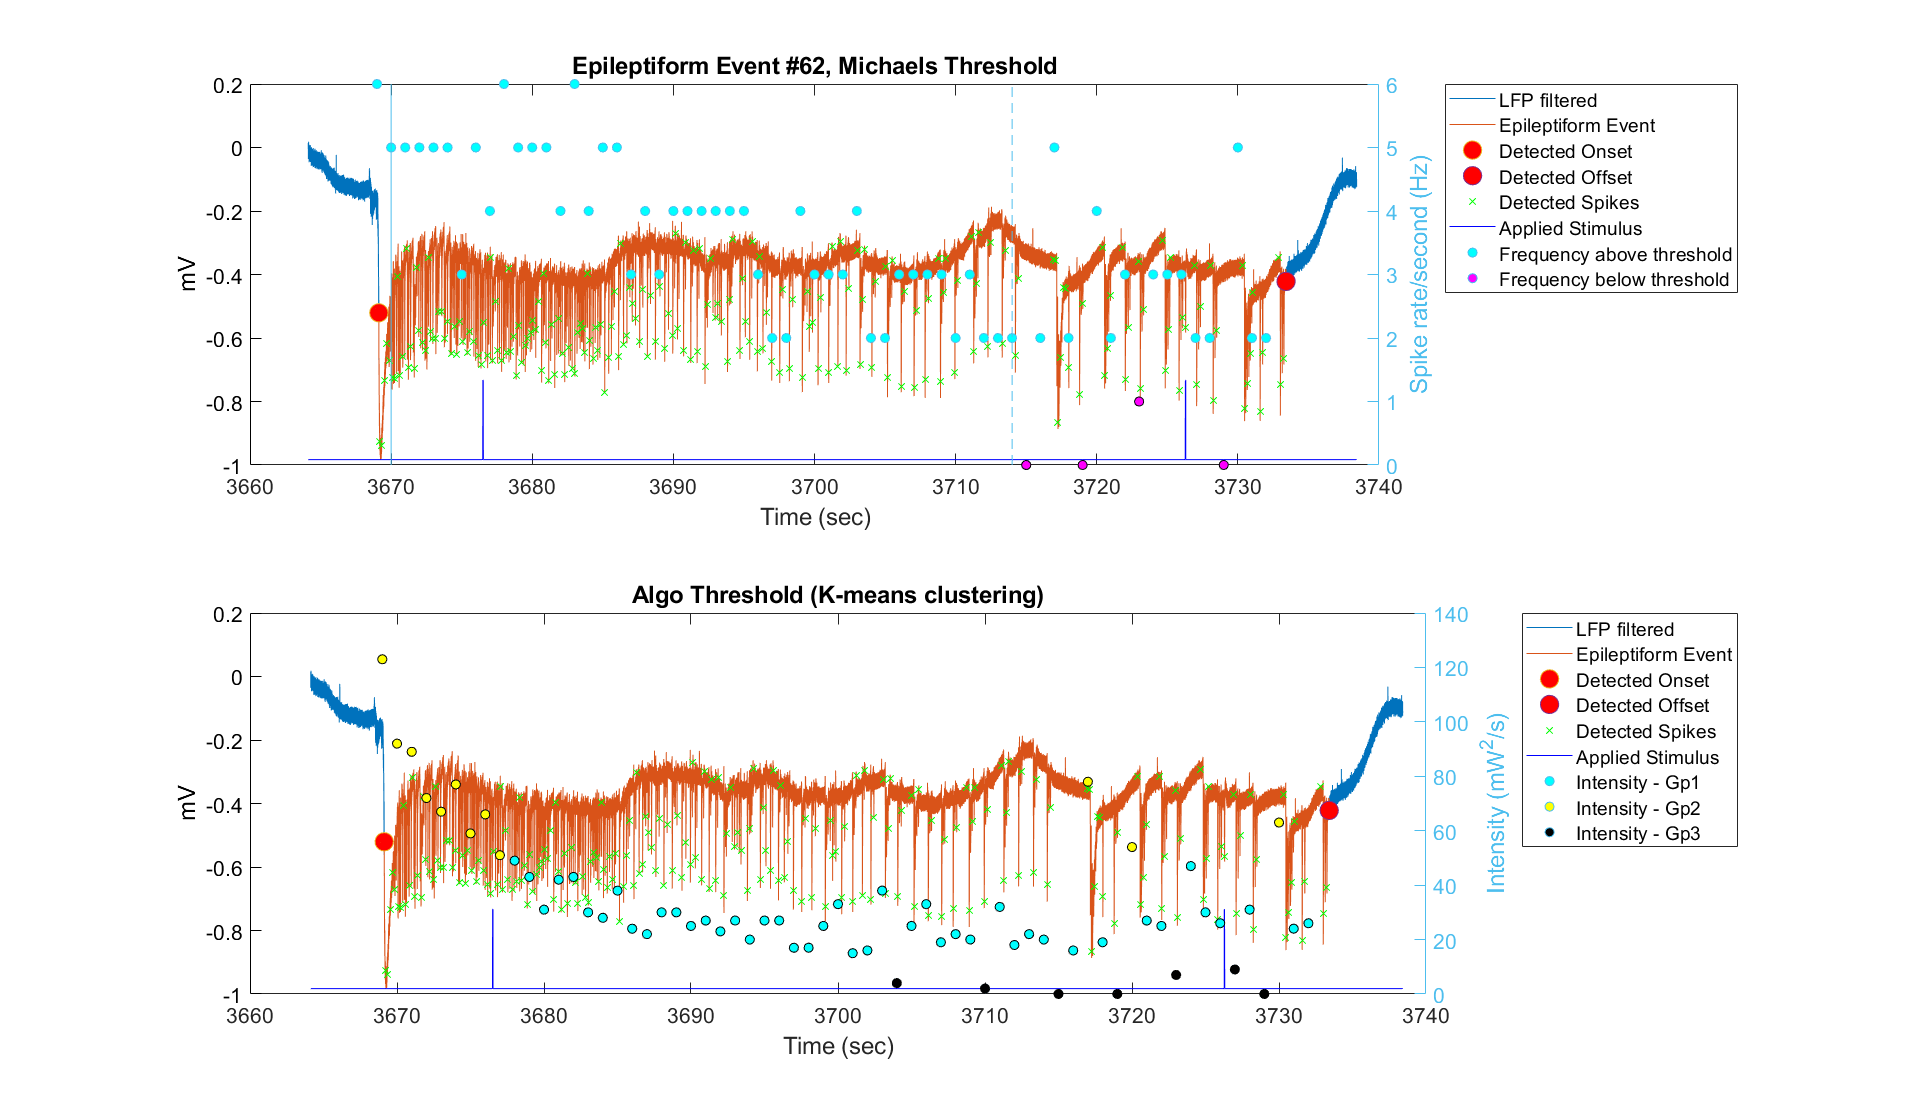 Epileptiform Event #62, Michaels Threshold
0.2
0
-0.2
-0.4
-0.6
-0.8
-1
mV
3660
3670
3680
3690
3700
3710
3720
3730
3740
Time (sec)
6
5
4
3
2
1
0
Spike rate/second (Hz)
LFP filtered
Epileptiform Event
Detected Onset
Detected Offset
Detected Spikes
Applied Stimulus
Frequency above threshold
Frequency below threshold
Algo Threshold (K-means clustering)
0.2
0
-0.2
-0.4
-0.6
-0.8
-1
mV
3660
3670
3680
3690
3700
3710
3720
3730
3740
Time (sec)
140
120
100
80
60
40
20
0
Intensity (mW²/s)
LFP filtered
Epileptiform Event
Detected Onset
Detected Offset
Detected Spikes
Applied Stimulus
Intensity - Gp1
Intensity - Gp2
Intensity - Gp3